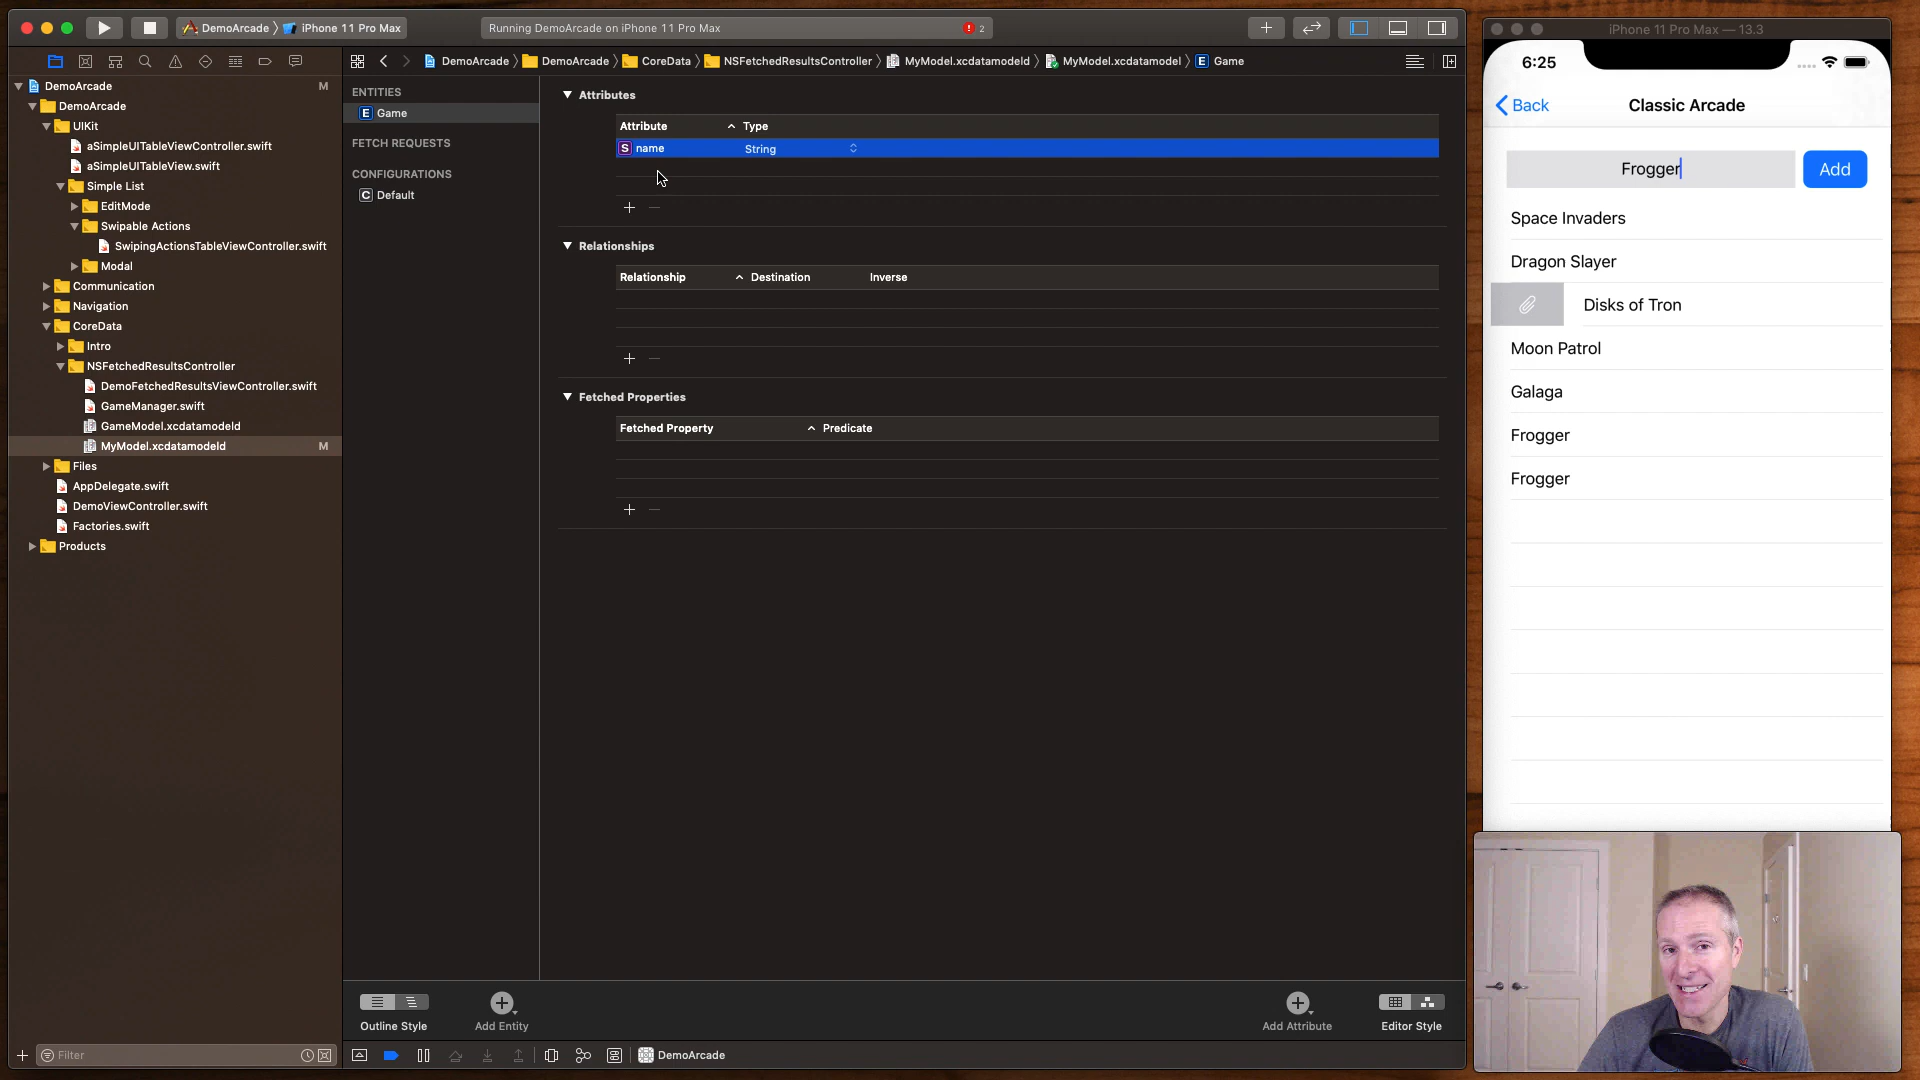 DemoArcade
iPhone 11 Pro Max
Running DemoArcade on iPhone 11 Pro Max
2
iPhone 11 Pro Max — 13.3
DemoArcade
M
DemoArcade
UIKit
aSimpleUITableViewController.swift
aSimpleUITableView.swift
Simple List
EditMode
Swipable Actions
SwipingActionsTableViewController.swift
Modal
Communication
Navigation
CoreData
Intro
NSFetchedResultsController
DemoFetchedResultsViewController.swift
GameManager.swift
GameModel.xcdatamodeld
MyModel.xcdatamodeld
M
Files
AppDelegate.swift
DemoViewController.swift
Factories.swift
Products
Filter
DemoArcade
DemoArcade
CoreData
NSFetchedResultsController
MyModel.xcdatamodeld
MyModel.xcdatamodel
E Game
ENTITIES
E Game
FETCH REQUESTS
CONFIGURATIONS
C Default
Attributes
Attribute
Type
S name
String
Relationships
Relationship
Destination
Inverse
Fetched Properties
Fetched Property
Predicate
Outline Style
Add Entity
Add Attribute
Editor Style
DemoArcade
6:25
Back
Classic Arcade
Frogger
Add
Space Invaders
Dragon Slayer
Disks of Tron
Moon Patrol
Galaga
Frogger
Frogger